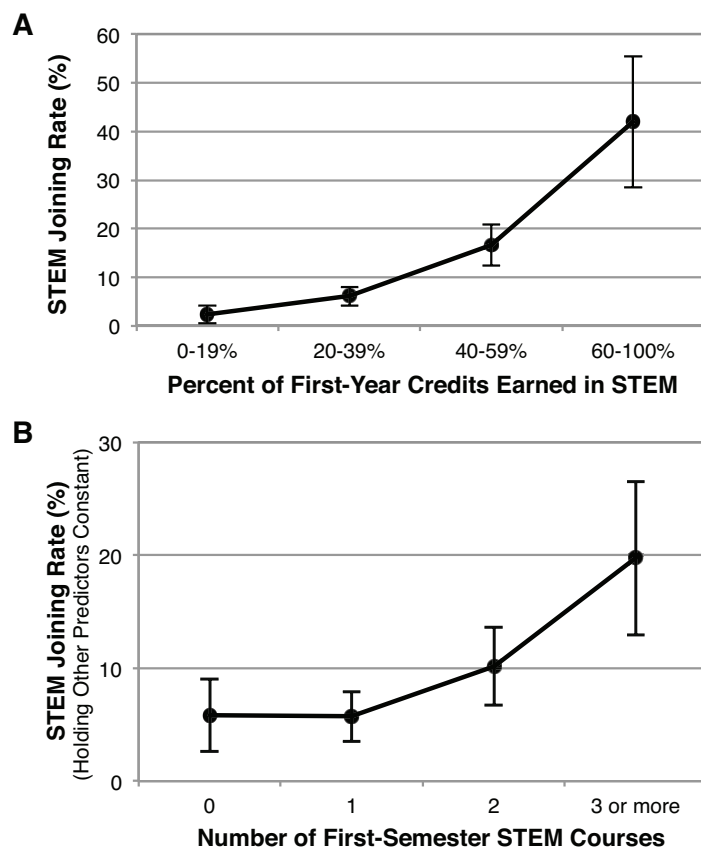 A
STEM Joining Rate (%)
60
50
40
30
20
10
0
0-19%
20-39%
40-59%
60-100%
Percent of First-Year Credits Earned in STEM
B
STEM Joining Rate (%)
(Holding Other Predictors Constant)
30
20
10
0
0
1
2
3 or more
Number of First-Semester STEM Courses